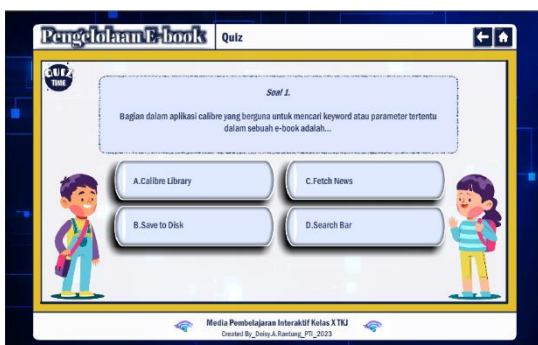 Pengelolaan E-book
Quiz
QUIZ
TIME
Soal 1.
Bagian dalam aplikasi calibre yang berguna untuk mencari keyword atau parameter tertentu
dalam sebuah e-book adalah...
A.Calibre Library
C.Fetch News
B.Save to Disk
D.Search Bar
Media Pembelajaran Interaktif Kelas X TKJ
Created By_Deisy.A.Rantung_PTI_2023